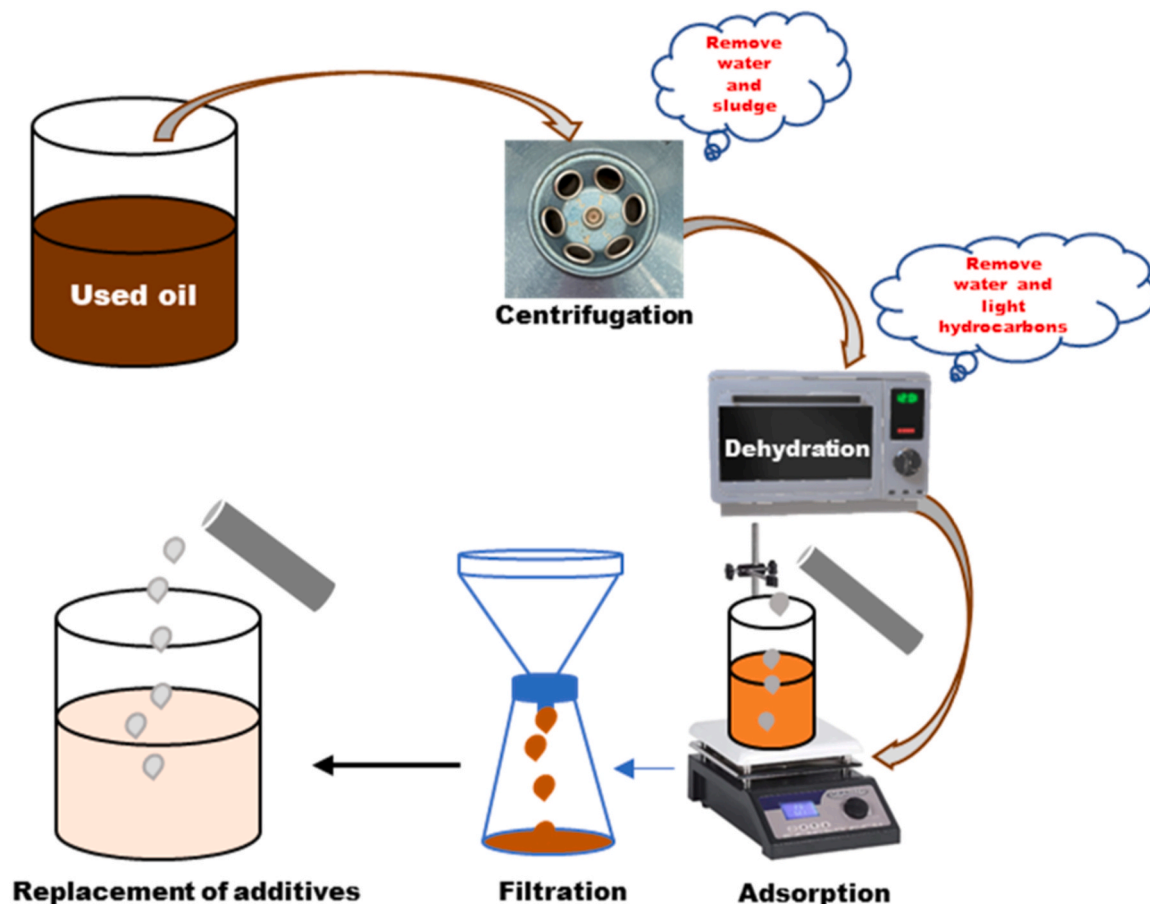 Remove
water
and
sludge
Used oil
Centrifugation
Remove
water and
light
hydrocarbons
Dehydration
Replacement of additives
Filtration
Adsorption